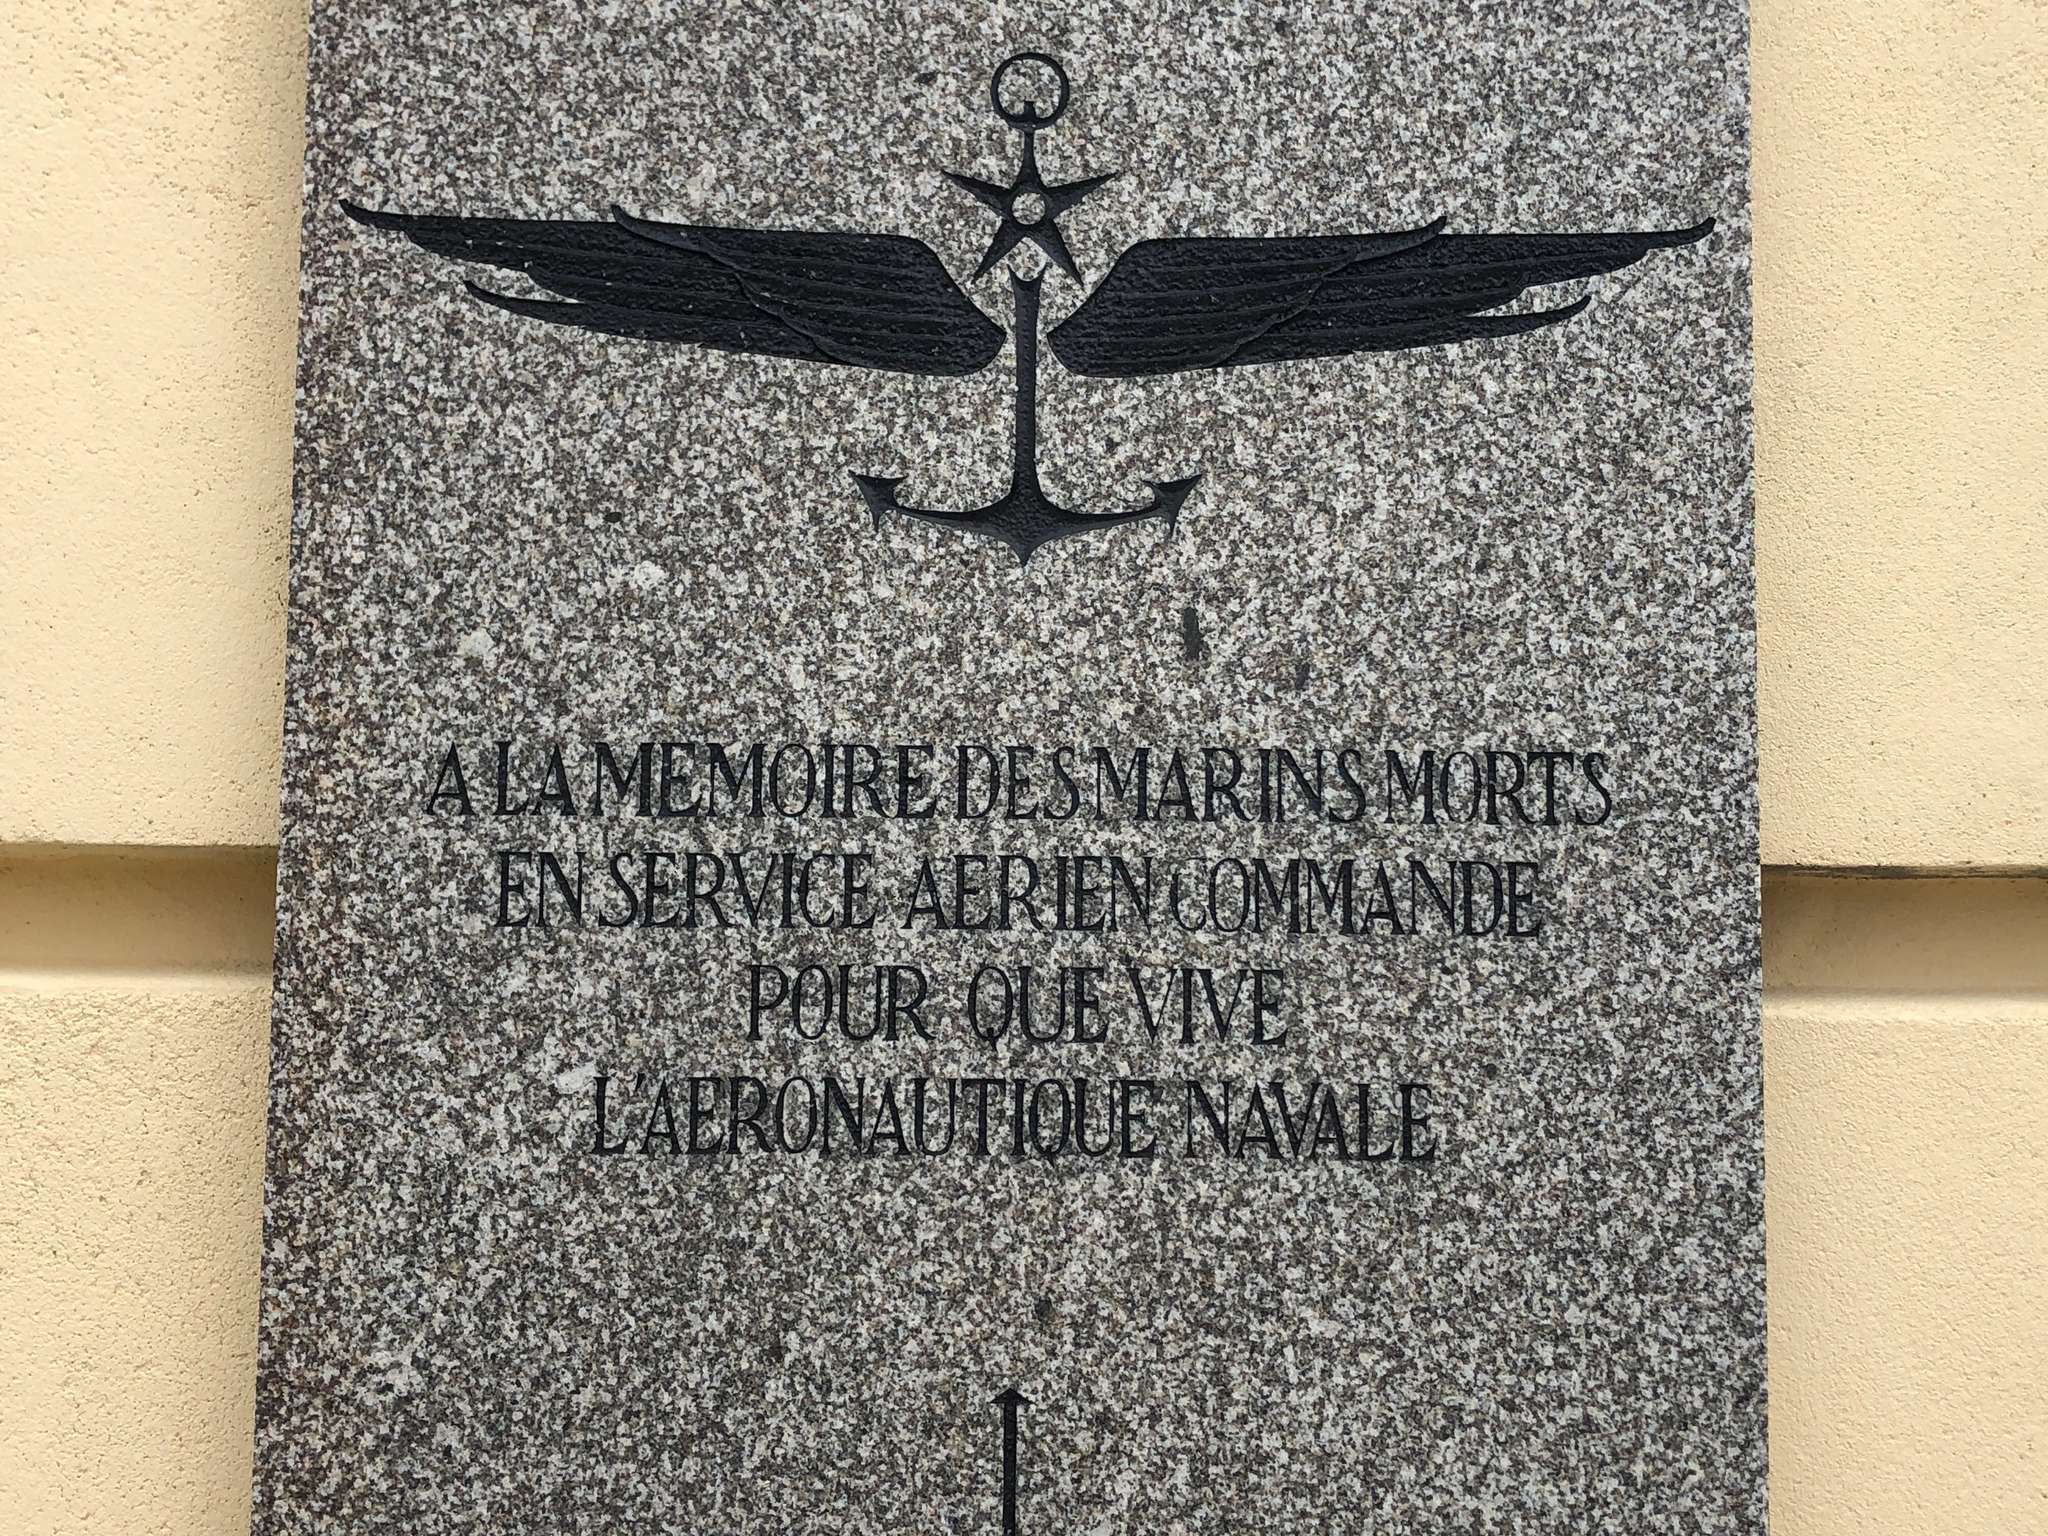 A LA MEMOIRE DES MARINS MORTS
EN SERVICE AERIEN COMMANDE
POUR QUE VIVE
L'AERONAUTIQUE NAVALE